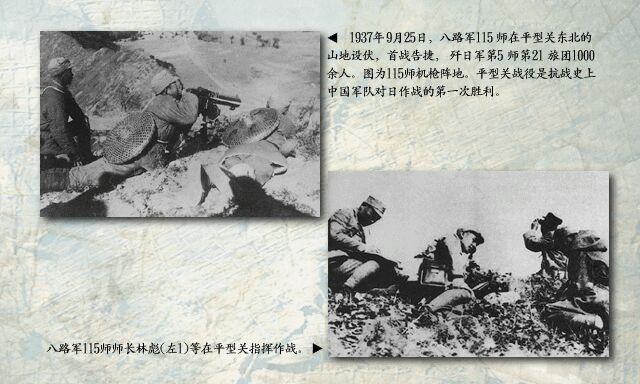 ◀ 1937年9月25日，八路军115 师在平型关东北的
山地设伏，首战告捷， 歼日军第5 师第21 旅团1000
余人。图为115师机枪阵地。平型关战役是抗战史上
中国军队对日作战的第一次胜利。
八路军115师师长林彪(左1)等在平型关指挥作战。 ▶